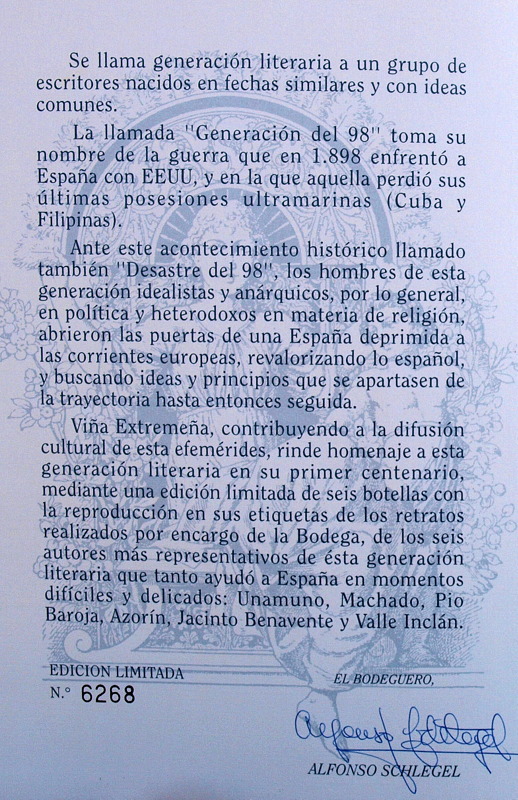 Se llama generación literaria a un grupo de
escritores nacidos en fechas similares y con ideas
comunes.
La llamada "Generación del 98" toma su
nombre de la guerra que en 1.898 enfrentó a
España con EEUU, y en la que aquella perdió sus
últimas posesiones ultramarinas (Cuba y
Filipinas).
Ante este acontecimiento histórico llamado
también "Desastre del 98", los hombres de esta
generación idealistas y anárquicos, por lo general,
en política y heterodoxos en materia de religión,
abrieron las puertas de una España deprimida a
las corrientes europeas, revalorizando lo español,
y buscando ideas y principios que se apartasen de
la trayectoria hasta entonces seguida.
Viña Extremeña, contribuyendo a la difusión
cultural de esta efemérides, rinde homenaje a esta
generación literaria en su primer centenario,
mediante una edición limitada de seis botellas con
la reproducción en sus etiquetas de los retratos
realizados por encargo de la Bodega, de los seis
autores más representativos de ésta generación
literaria que tanto ayudó a España en momentos
difíciles y delicados: Unamuno, Machado, Pio
Baroja, Azorín, Jacinto Benavente y Valle Inclán.
EDICION LIMITADA
N.° 6268
EL BODEGUERO,
Alfonso Schlegel
ALFONSO SCHLEGEL